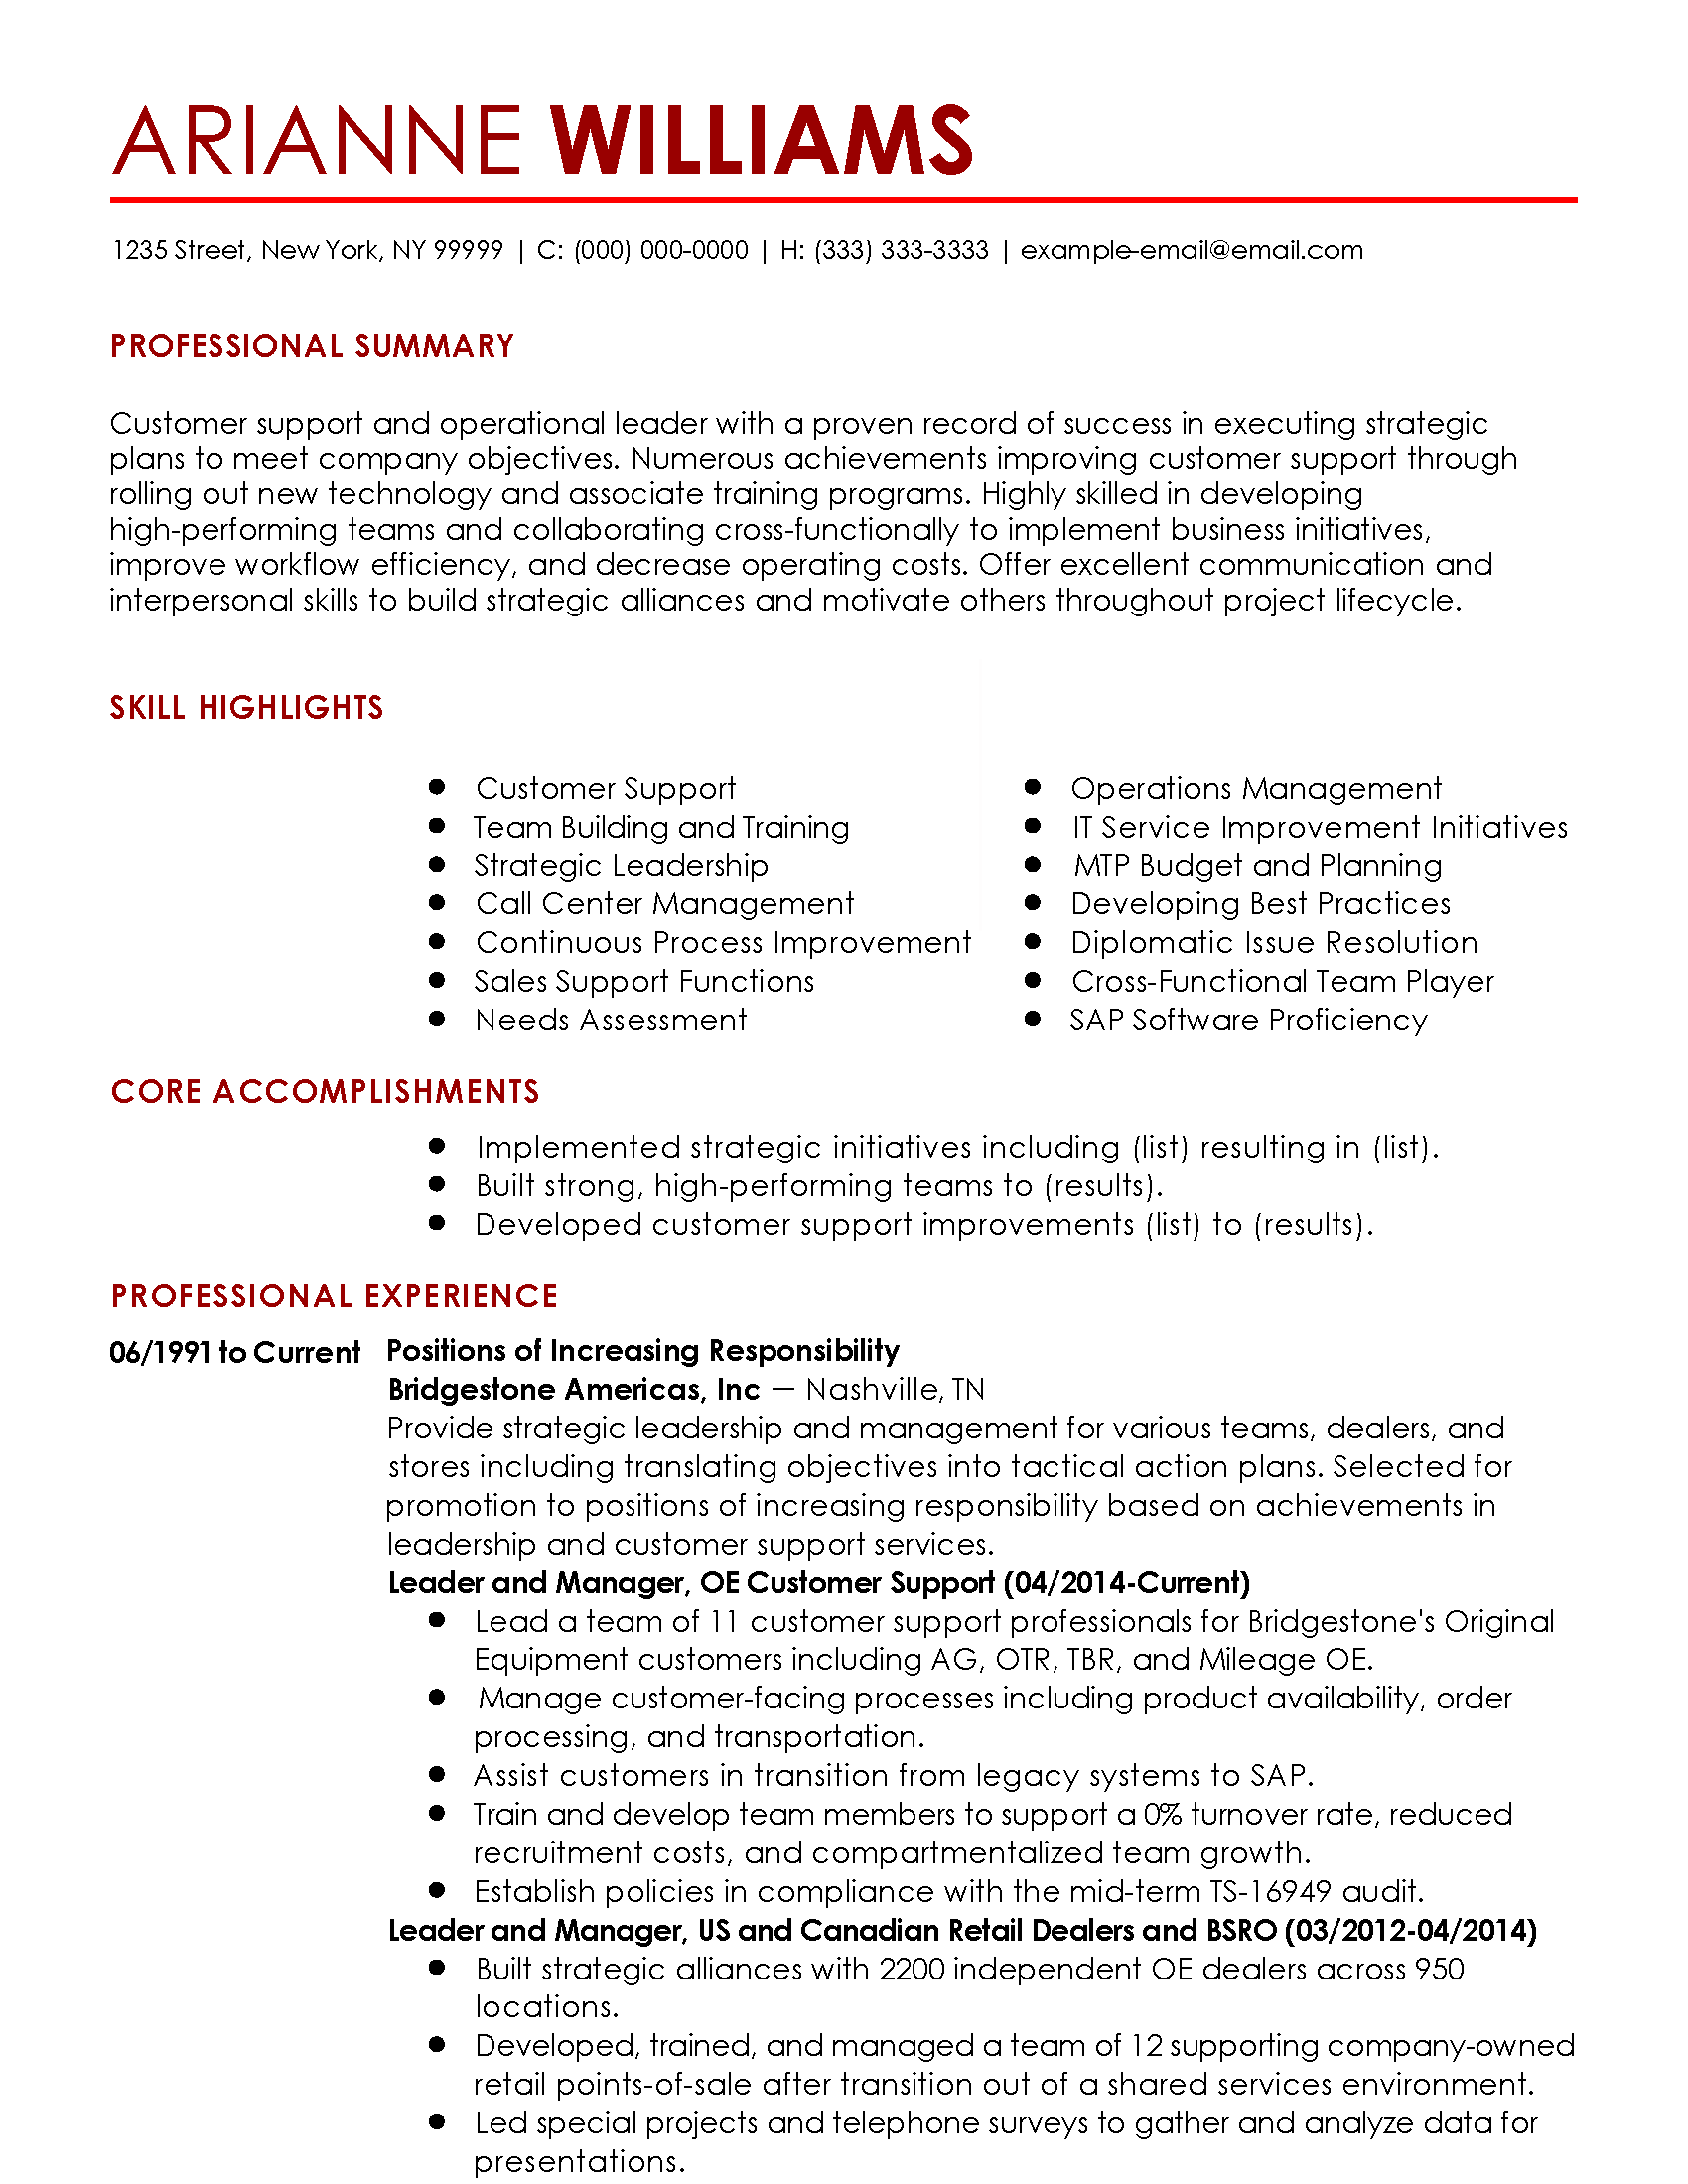 ARIANNE WILLIAMS
1235 Street, New York, NY 99999 | C: (000) 000-0000 | H: (333) 333-3333 | example-email@email.com
PROFESSIONAL SUMMARY
Customer support and operational leader with a proven record of success in executing strategic
plans to meet company objectives. Numerous achievements improving customer support through
rolling out new technology and associate training programs. Highly skilled in developing
high-performing teams and collaborating cross-functionally to implement business initiatives,
improve workflow efficiency, and decrease operating costs. Offer excellent communication and
interpersonal skills to build strategic alliances and motivate others throughout project lifecycle.
SKILL HIGHLIGHTS
● Customer Support
● Team Building and Training
● Strategic Leadership
● Call Center Management
● Continuous Process Improvement
● Sales Support Functions
● Needs Assessment
● Operations Management
● IT Service Improvement Initiatives
● MTP Budget and Planning
● Developing Best Practices
● Diplomatic Issue Resolution
● Cross-Functional Team Player
● SAP Software Proficiency
CORE ACCOMPLISHMENTS
● Implemented strategic initiatives including (list) resulting in (list).
● Built strong, high-performing teams to (results).
● Developed customer support improvements (list) to (results).
PROFESSIONAL EXPERIENCE
06/1991 to Current Positions of Increasing Responsibility
Bridgestone Americas, Inc — Nashville, TN
Provide strategic leadership and management for various teams, dealers, and
stores including translating objectives into tactical action plans. Selected for
promotion to positions of increasing responsibility based on achievements in
leadership and customer support services.
Leader and Manager, OE Customer Support (04/2014-Current)
● Lead a team of 11 customer support professionals for Bridgestone's Original
Equipment customers including AG, OTR, TBR, and Mileage OE.
● Manage customer-facing processes including product availability, order
processing, and transportation.
● Assist customers in transition from legacy systems to SAP.
● Train and develop team members to support a 0% turnover rate, reduced
recruitment costs, and compartmentalized team growth.
● Establish policies in compliance with the mid-term TS-16949 audit.
Leader and Manager, US and Canadian Retail Dealers and BSRO (03/2012-04/2014)
● Built strategic alliances with 2200 independent OE dealers across 950
locations.
● Developed, trained, and managed a team of 12 supporting company-owned
retail points-of-sale after transition out of a shared services environment.
● Led special projects and telephone surveys to gather and analyze data for
presentations.